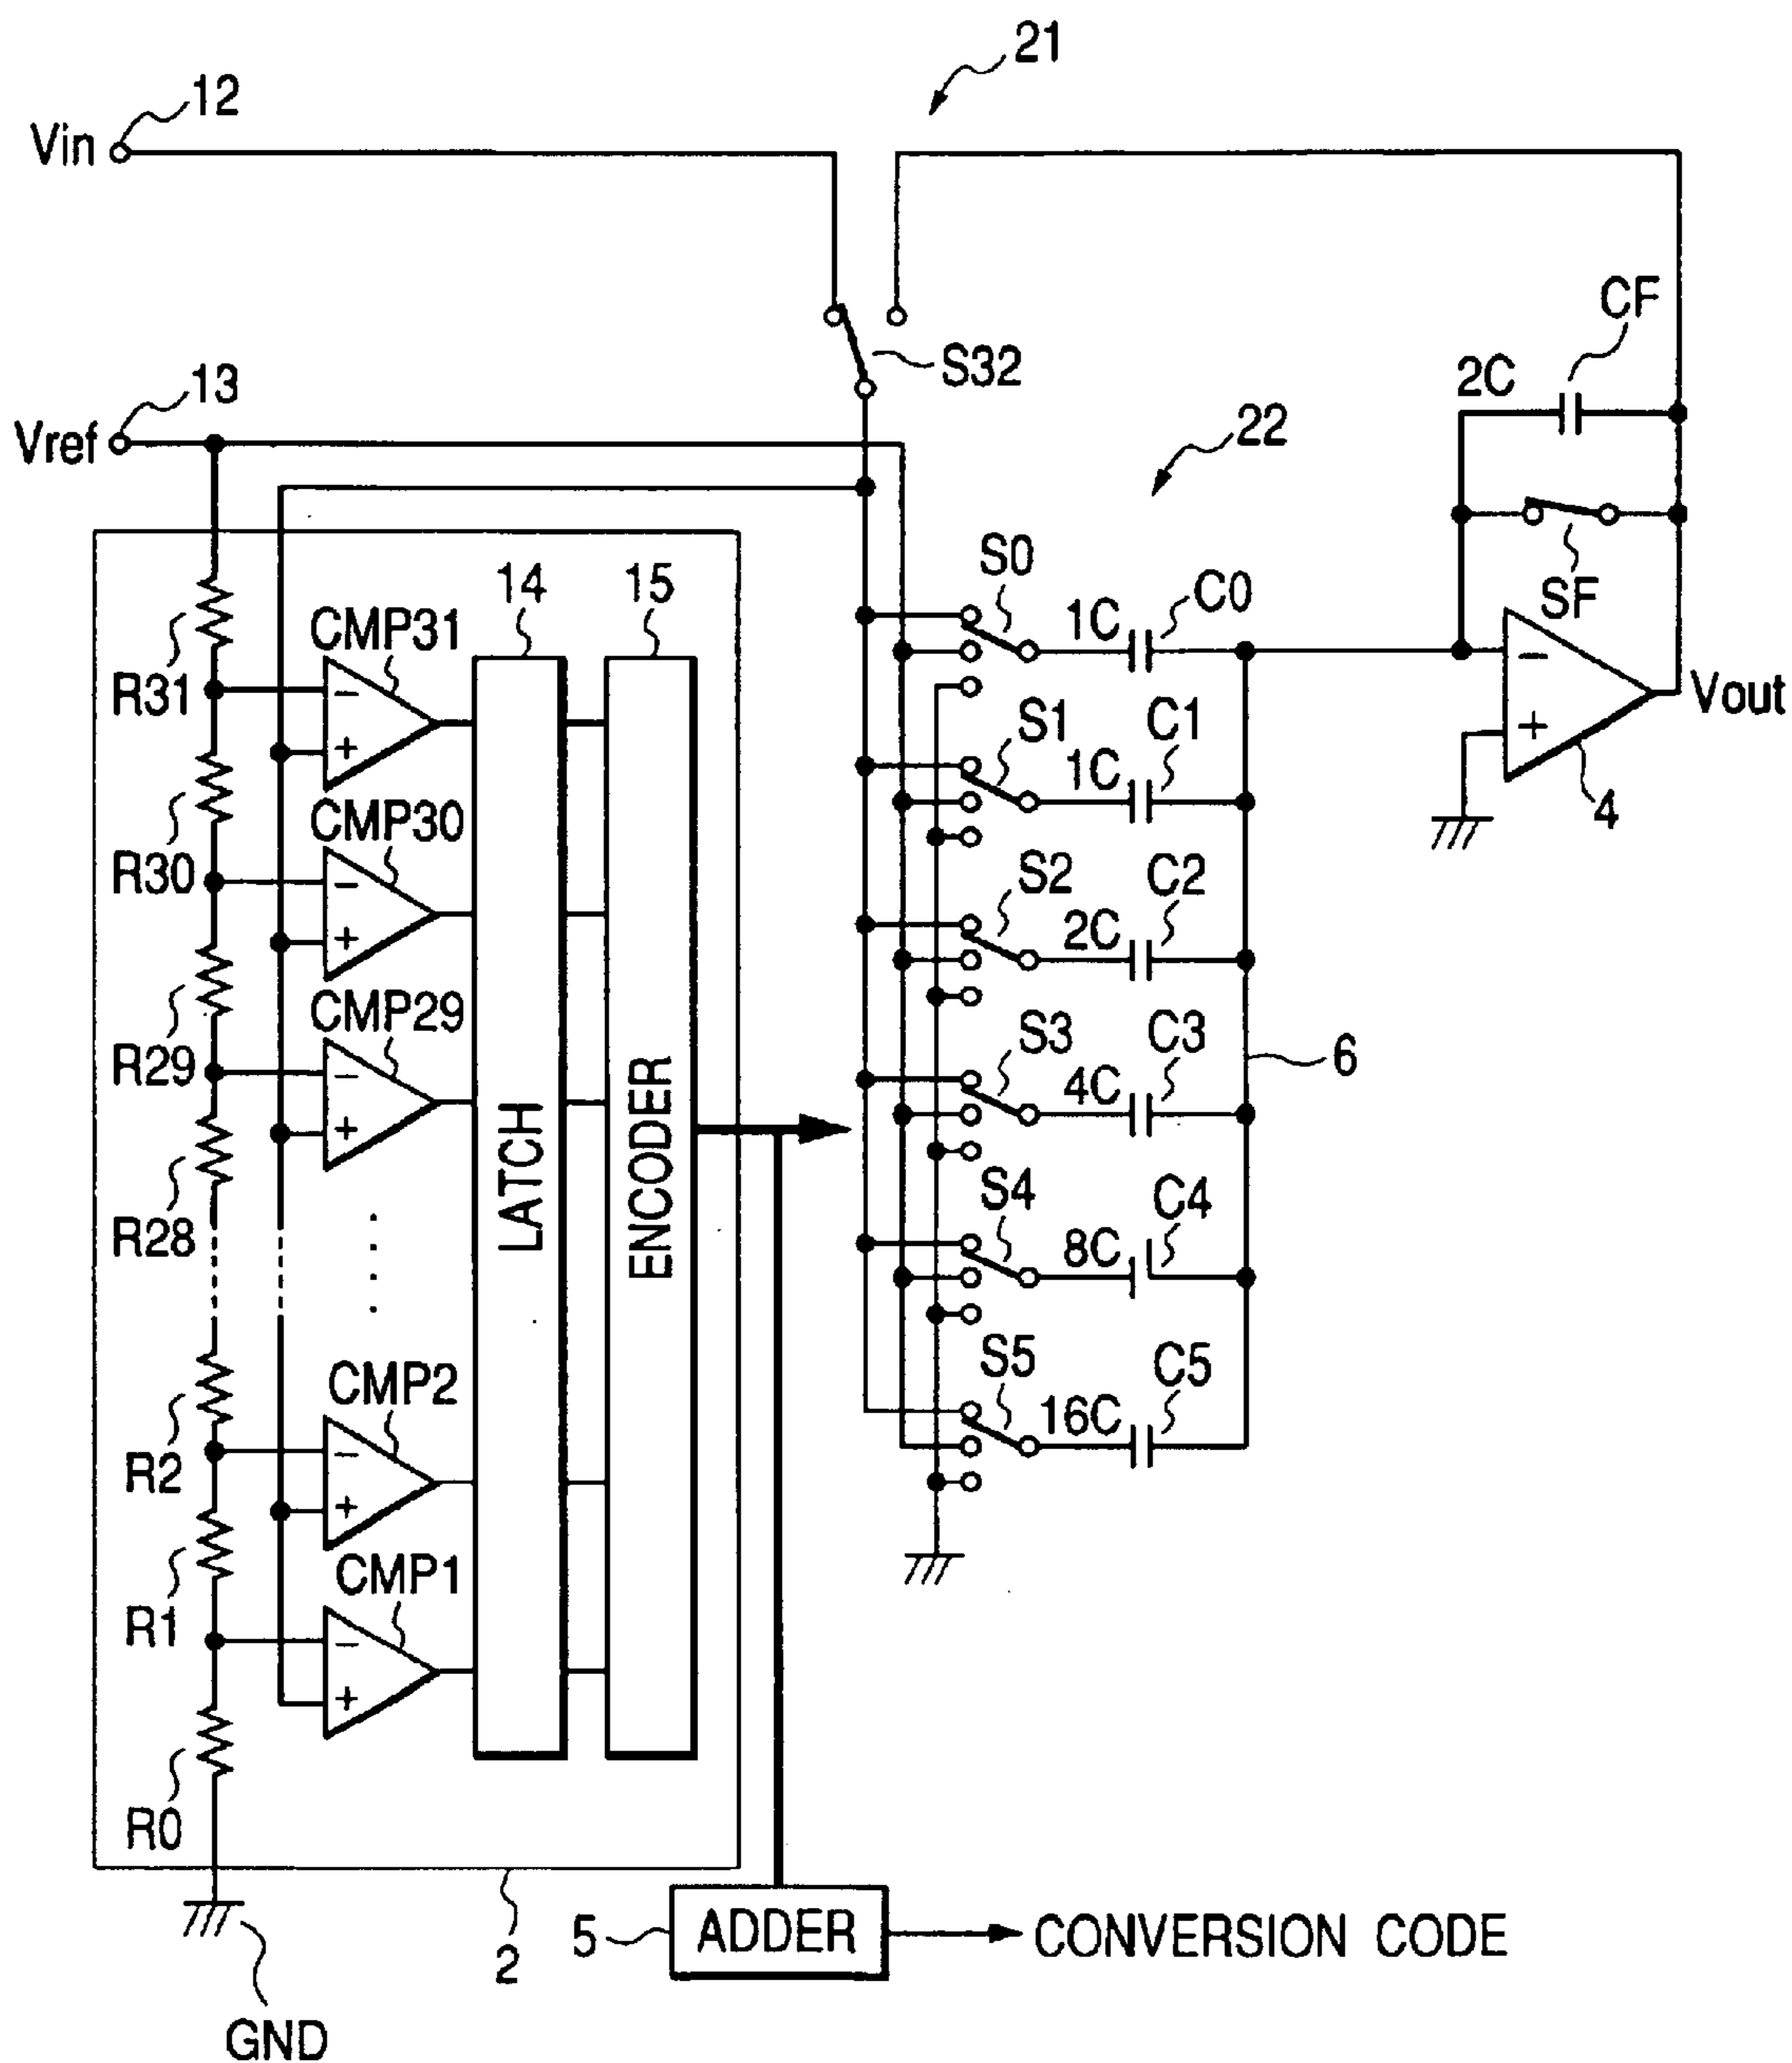 21
12
Vin
CF
S32
2C
13
Vref
22
S0
14
15
SF
1C
C0
CMP31
R31
Vout
S1
1C
C1
4
CMP30
R30
S2
2C
C2
CMP29
R29
S3
4C
C3
6
LATCH
ENCODER
R28
S4
8C
C4
CMP2
S5
16C
C5
R2
CMP1
R1
R0
2
5
ADDER
CONVERSION CODE
GND